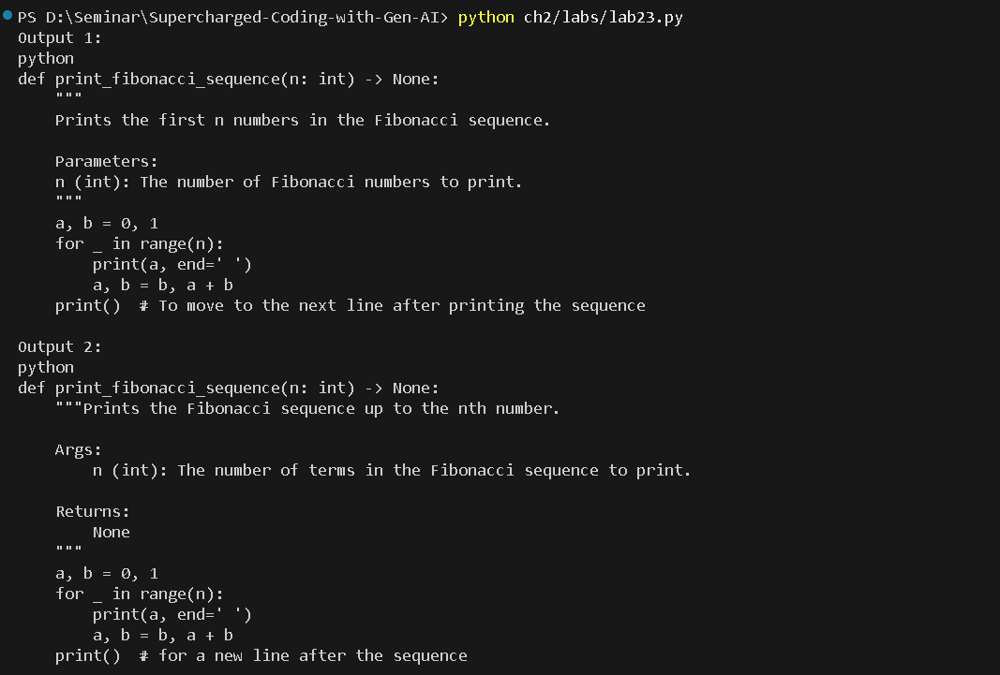 PS D:\Seminar\Supercharged-Coding-with-Gen-AI> python ch2/labs/lab23.py
Output 1:
python
def print_fibonacci_sequence(n: int) -> None:
    """
    Prints the first n numbers in the Fibonacci sequence.

    Parameters:
    n (int): The number of Fibonacci numbers to print.
    """
    a, b = 0, 1
    for _ in range(n):
        print(a, end=' ')
        a, b = b, a + b
    print()  # To move to the next line after printing the sequence

Output 2:
python
def print_fibonacci_sequence(n: int) -> None:
    """Prints the Fibonacci sequence up to the nth number.

    Args:
        n (int): The number of terms in the Fibonacci sequence to print.

    Returns:
        None
    """
    a, b = 0, 1
    for _ in range(n):
        print(a, end=' ')
        a, b = b, a + b
    print()  # for a new line after the sequence